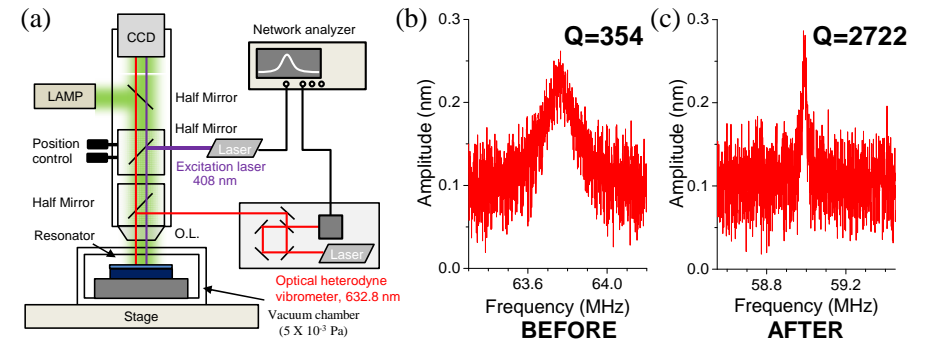 (a)
CCD
Network analyzer
LAMP
Half Mirror
Half Mirror
Position
control
Laser
Excitation laser
408 nm
Half Mirror
O.L.
Resonator
Laser
Optical heterodyne
vibrometer, 632.8 nm
Vacuum chamber
(5 X 10⁻³ Pa)
Stage
(b)
Q=354
0.3
0.2
0.1
0.0
Amplitude (nm)
63.6
64.0
Frequency (MHz)
BEFORE
(c)
Q=2722
0.3
0.2
0.1
0.0
Amplitude (nm)
58.8
59.2
Frequency (MHz)
AFTER